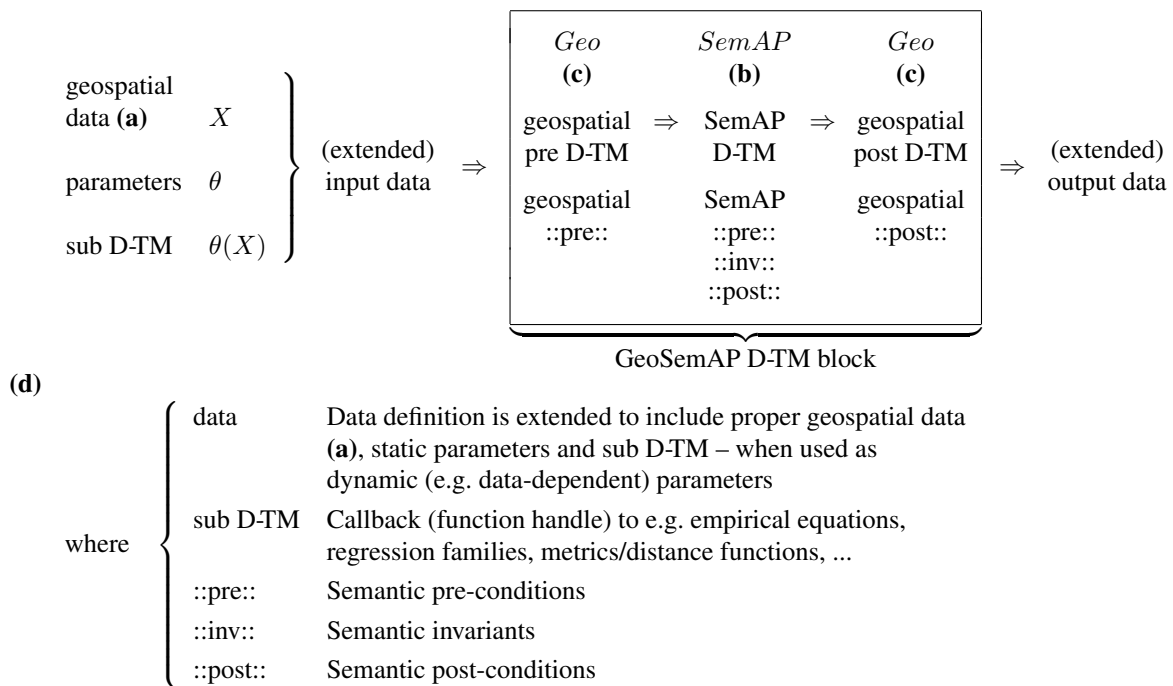 Geo SemAP Geo
(c) (b) (c)
geospatial
data (a) X
geospatial ⇒ SemAP ⇒ geospatial
pre D-TM D-TM post D-TM
(extended) ⇒ ⇒ (extended)
parameters θ input data output data
geospatial SemAP geospatial
::pre:: ::pre:: ::post::
sub D-TM θ(X)
::inv::
::post::
GeoSemAP D-TM block
(d)
data Data definition is extended to include proper geospatial data
(a), static parameters and sub D-TM – when used as
dynamic (e.g. data-dependent) parameters
sub D-TM Callback (function handle) to e.g. empirical equations,
where regression families, metrics/distance functions, ...
::pre:: Semantic pre-conditions
::inv:: Semantic invariants
::post:: Semantic post-conditions